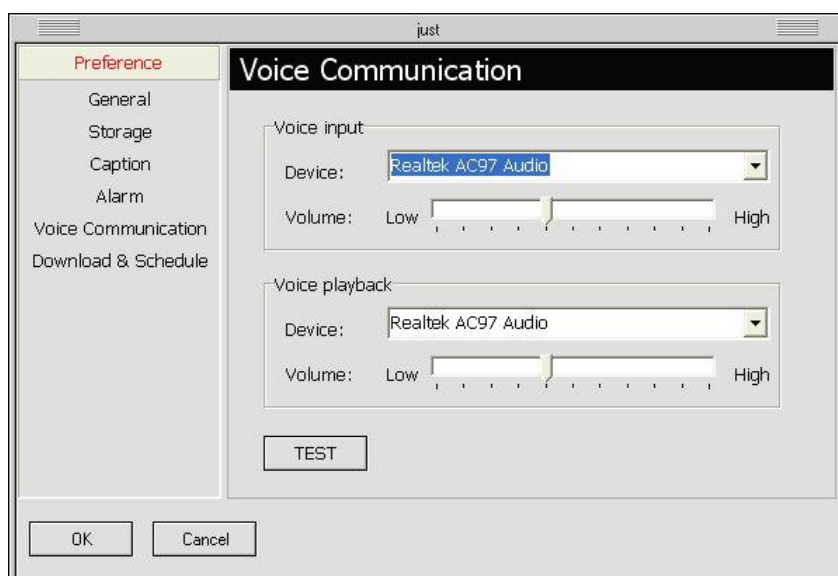 just
Preference
General
Storage
Caption
Alarm
Voice Communication
Download & Schedule
Voice Communication
Voice input
Device: Realtek AC97 Audio
Volume: Low High
Voice playback
Device: Realtek AC97 Audio
Volume: Low High
TEST
OK Cancel